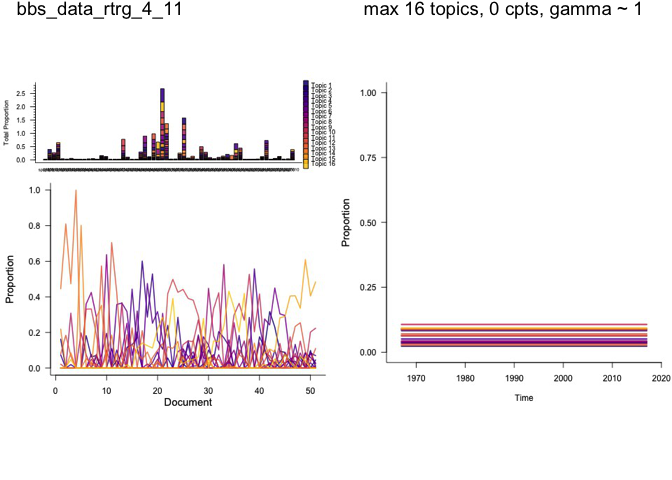 bbs_data_rtrg_4_11
max 16 topics, 0 cpts, gamma ~ 1
Total Proportion
2.5
2.0
1.5
1.0
0.5
0.0
Topic 1
Topic 2
Topic 3
Topic 4
Topic 5
Topic 6
Topic 7
Topic 8
Topic 9
Topic 10
Topic 11
Topic 12
Topic 13
Topic 14
Topic 15
Topic 16
Proportion
1.0
0.8
0.6
0.4
0.2
0.0
0 10 20 30 40 50
Document
Proportion
1.00
0.75
0.50
0.25
0.00
1970 1980 1990 2000 2010 2020
Time